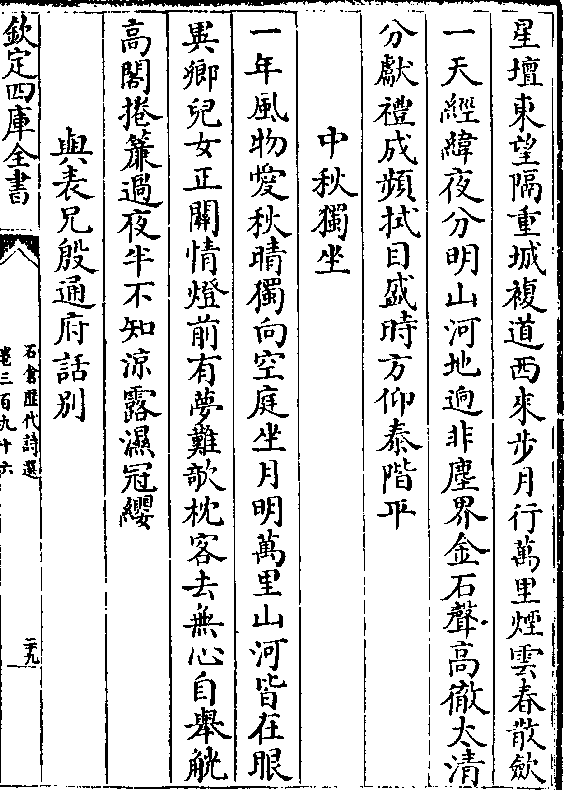 星壇東望隔重城複道西來步月行萬里煙雲春散歛
一天經緯夜分明山河地逈非塵界金石聲高徹太清
分獻禮成頻拭目盛時方仰泰階平
中秋獨坐
一年風物愛秋晴獨向空庭坐月明萬里山河皆在眼
異鄉兒女正關情燈前有夢難欹枕客去無心自舉觥
高閣捲簾過夜半不知涼露濕冠纓
與表兄殷通府話別
欽定四庫全書
石倉歴代詩選
卷三百九十六
二九